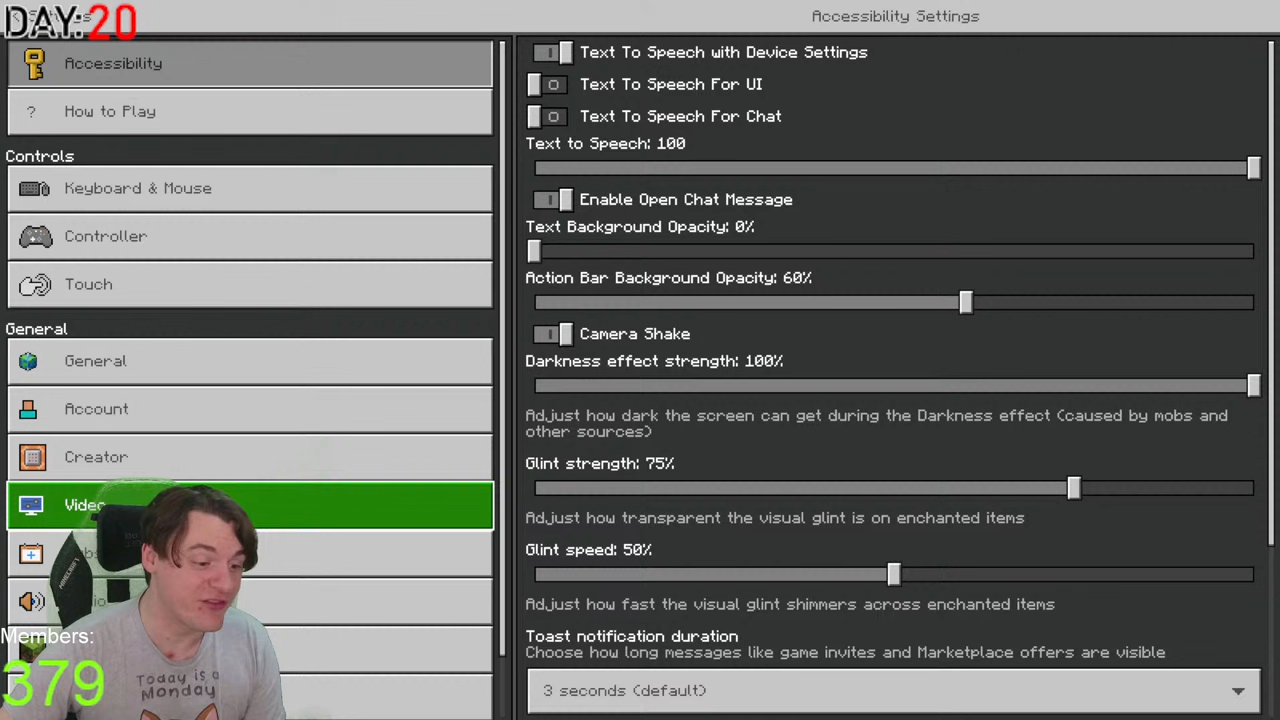 DAY:20
Accessibility Settings
Accessibility
? How to Play
Controls
Keyboard & Mouse
Controller
Touch
General
General
Account
Creator
Video
Members:
379
Today is a
Monday
Text To Speech with Device Settings
Text To Speech For UI
Text To Speech For Chat
Text to Speech: 100
Enable Open Chat Message
Text Background Opacity: 0%
Action Bar Background Opacity: 60%
Camera Shake
Darkness effect strength: 100%
Adjust how dark the screen can get during the Darkness effect (caused by mobs and
other sources)
Glint strength: 75%
Adjust how transparent the visual glint is on enchanted items
Glint speed: 50%
Adjust how fast the visual glint shimmers across enchanted items
Toast notification duration
Choose how long messages like game invites and Marketplace offers are visible
3 seconds (default)